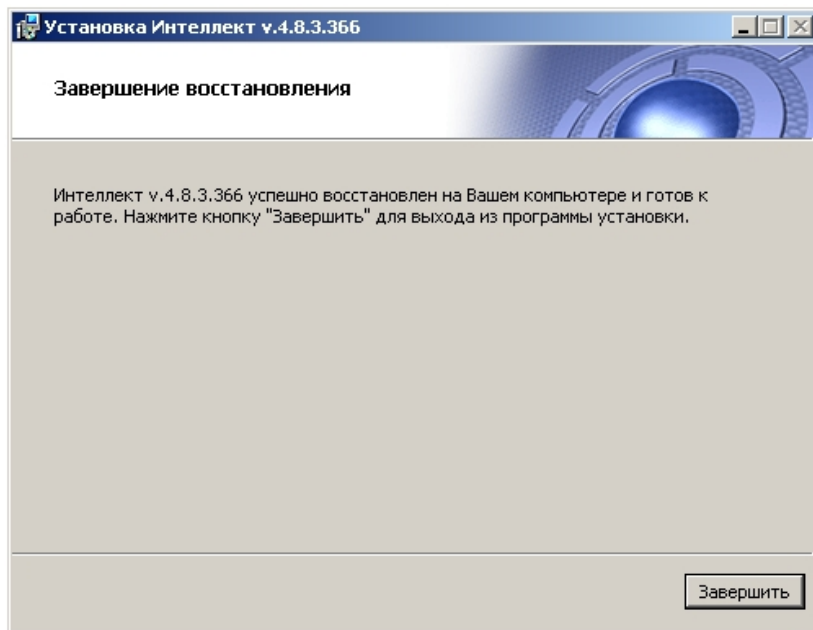 Установка Интеллект v.4.8.3.366
Завершение восстановления
Интеллект v.4.8.3.366 успешно восстановлен на Вашем компьютере и готов к
работе. Нажмите кнопку "Завершить" для выхода из программы установки.
Завершить